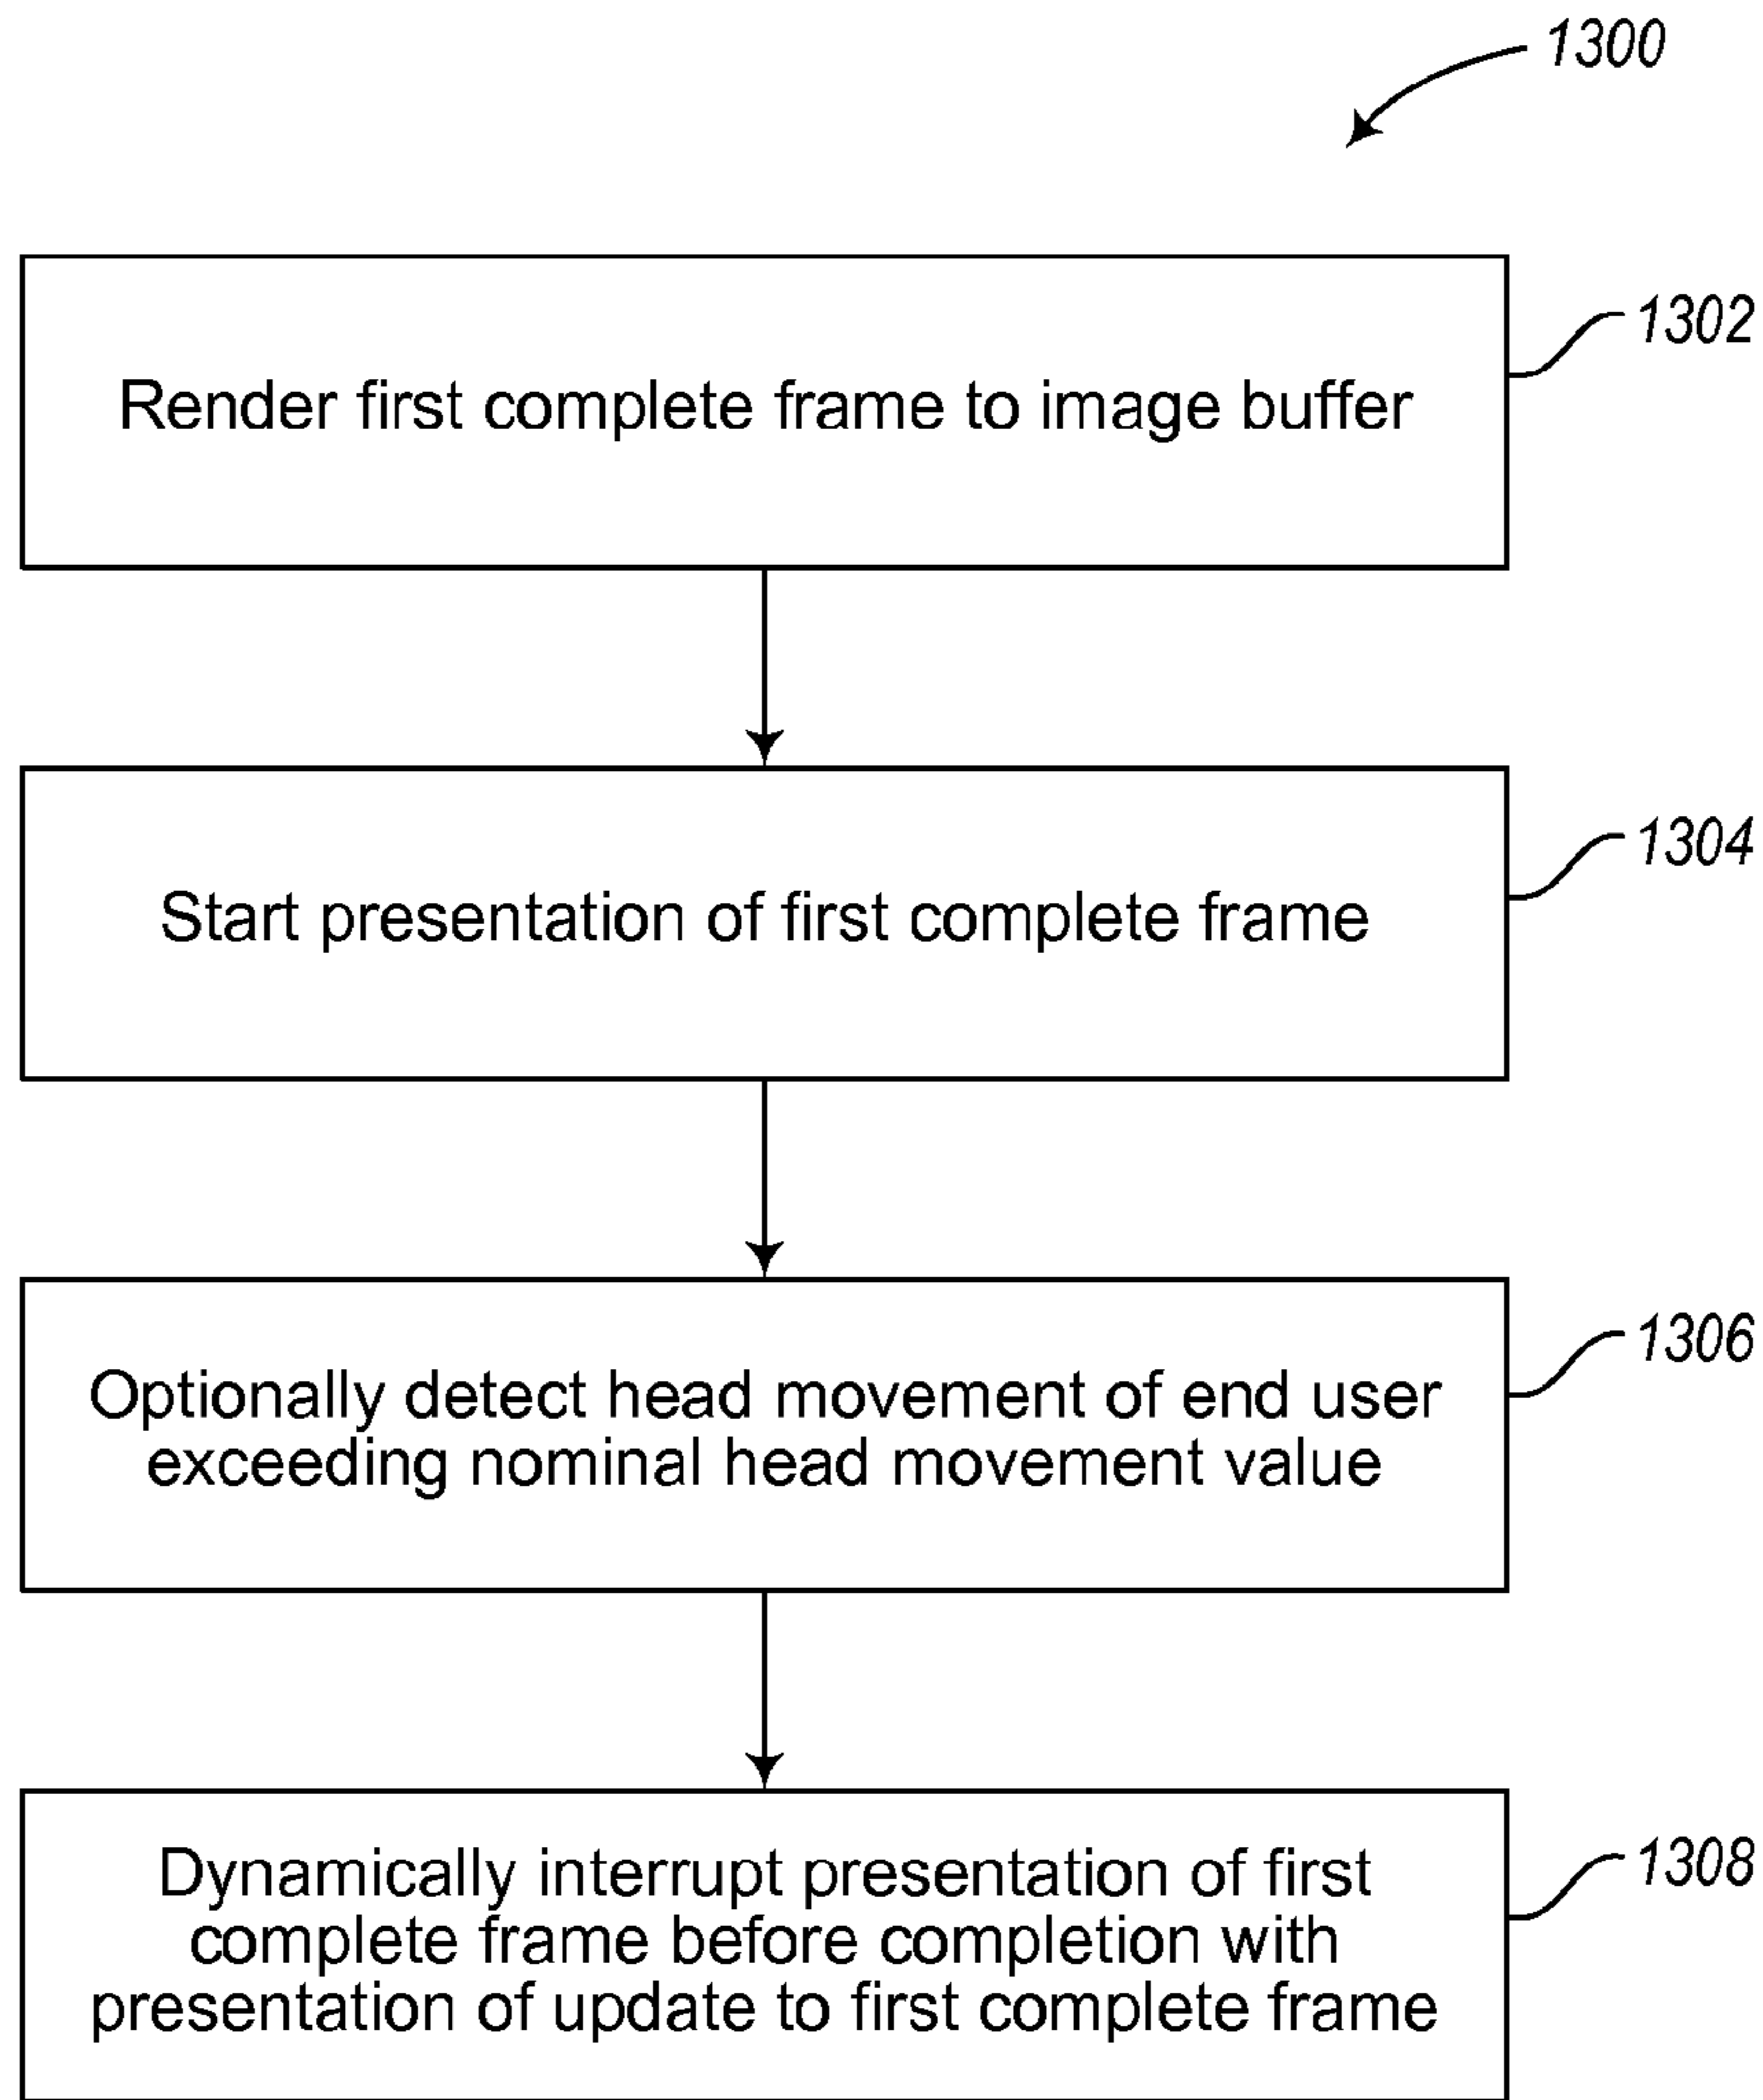 1300
1302
Render first complete frame to image buffer
1304
Start presentation of first complete frame
1306
Optionally detect head movement of end user
exceeding nominal head movement value
1308
Dynamically interrupt presentation of first
complete frame before completion with
presentation of update to first complete frame